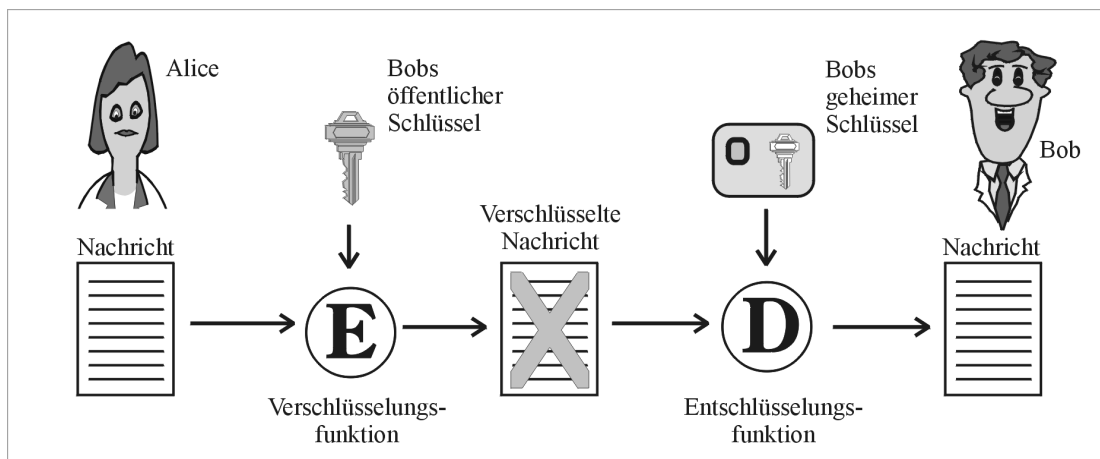 Alice
Bobs
öffentlicher
Schlüssel
Bobs
geheimer
Schlüssel
Bob
Nachricht
Verschlüsselte
Nachricht
Nachricht
E
D
Verschlüsselungs-
funktion
Entschlüsselungs-
funktion